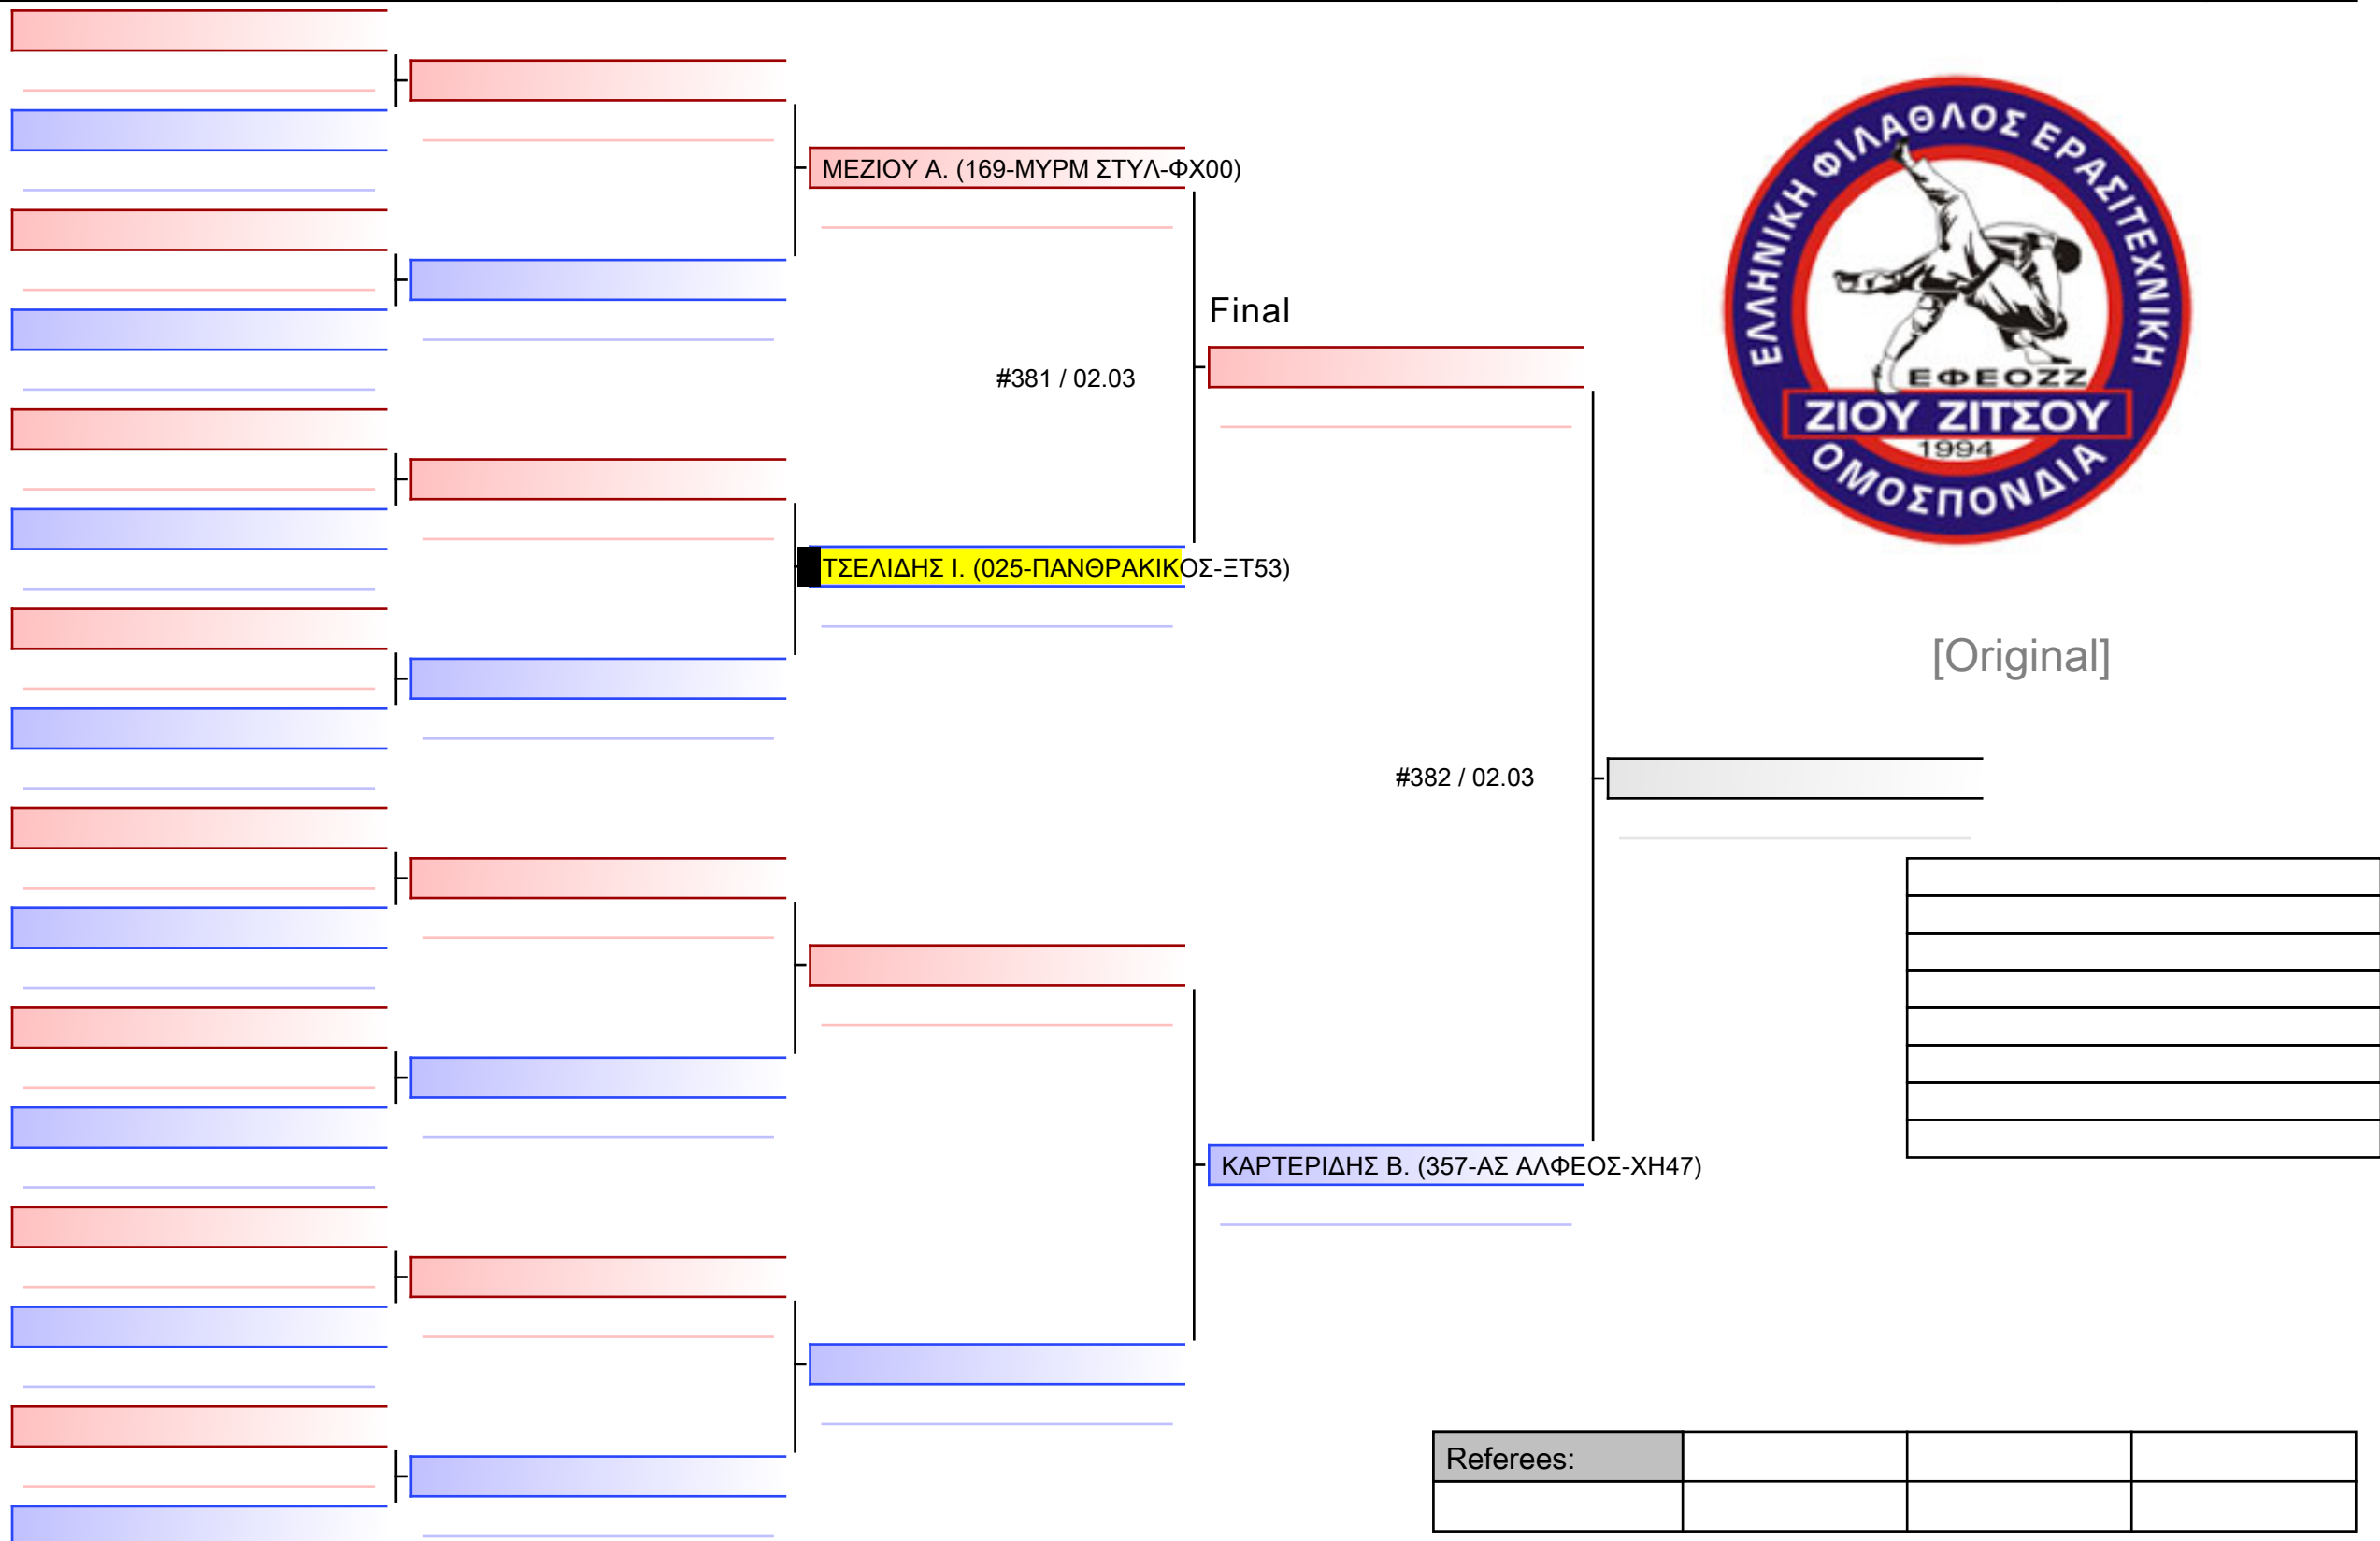 ΜΕΖΙΟΥ Α. (169-ΜΥΡΜ ΣΤΥΛ-ΦΧ00)
Final
#381 / 02.03
ΤΣΕΛΙΔΗΣ Ι. (025-ΠΑΝΘΡΑΚΙΚΟΣ-ΞΤ53)
ΕΛΛΗΝΙΚΗ ΦΙΛΑΘΛΟΣ ΕΡΑΣΙΤΕΧΝΙΚΗ
ΕΦΕΟΖΖ
ΖΙΟΥ ΖΙΤΣΟΥ
1994
ΟΜΟΣΠΟΝΔΙΑ
[Original]
#382 / 02.03
ΚΑΡΤΕΡΙΔΗΣ Β. (357-ΑΣ ΑΛΦΕΟΣ-ΧΗ47)
Referees: